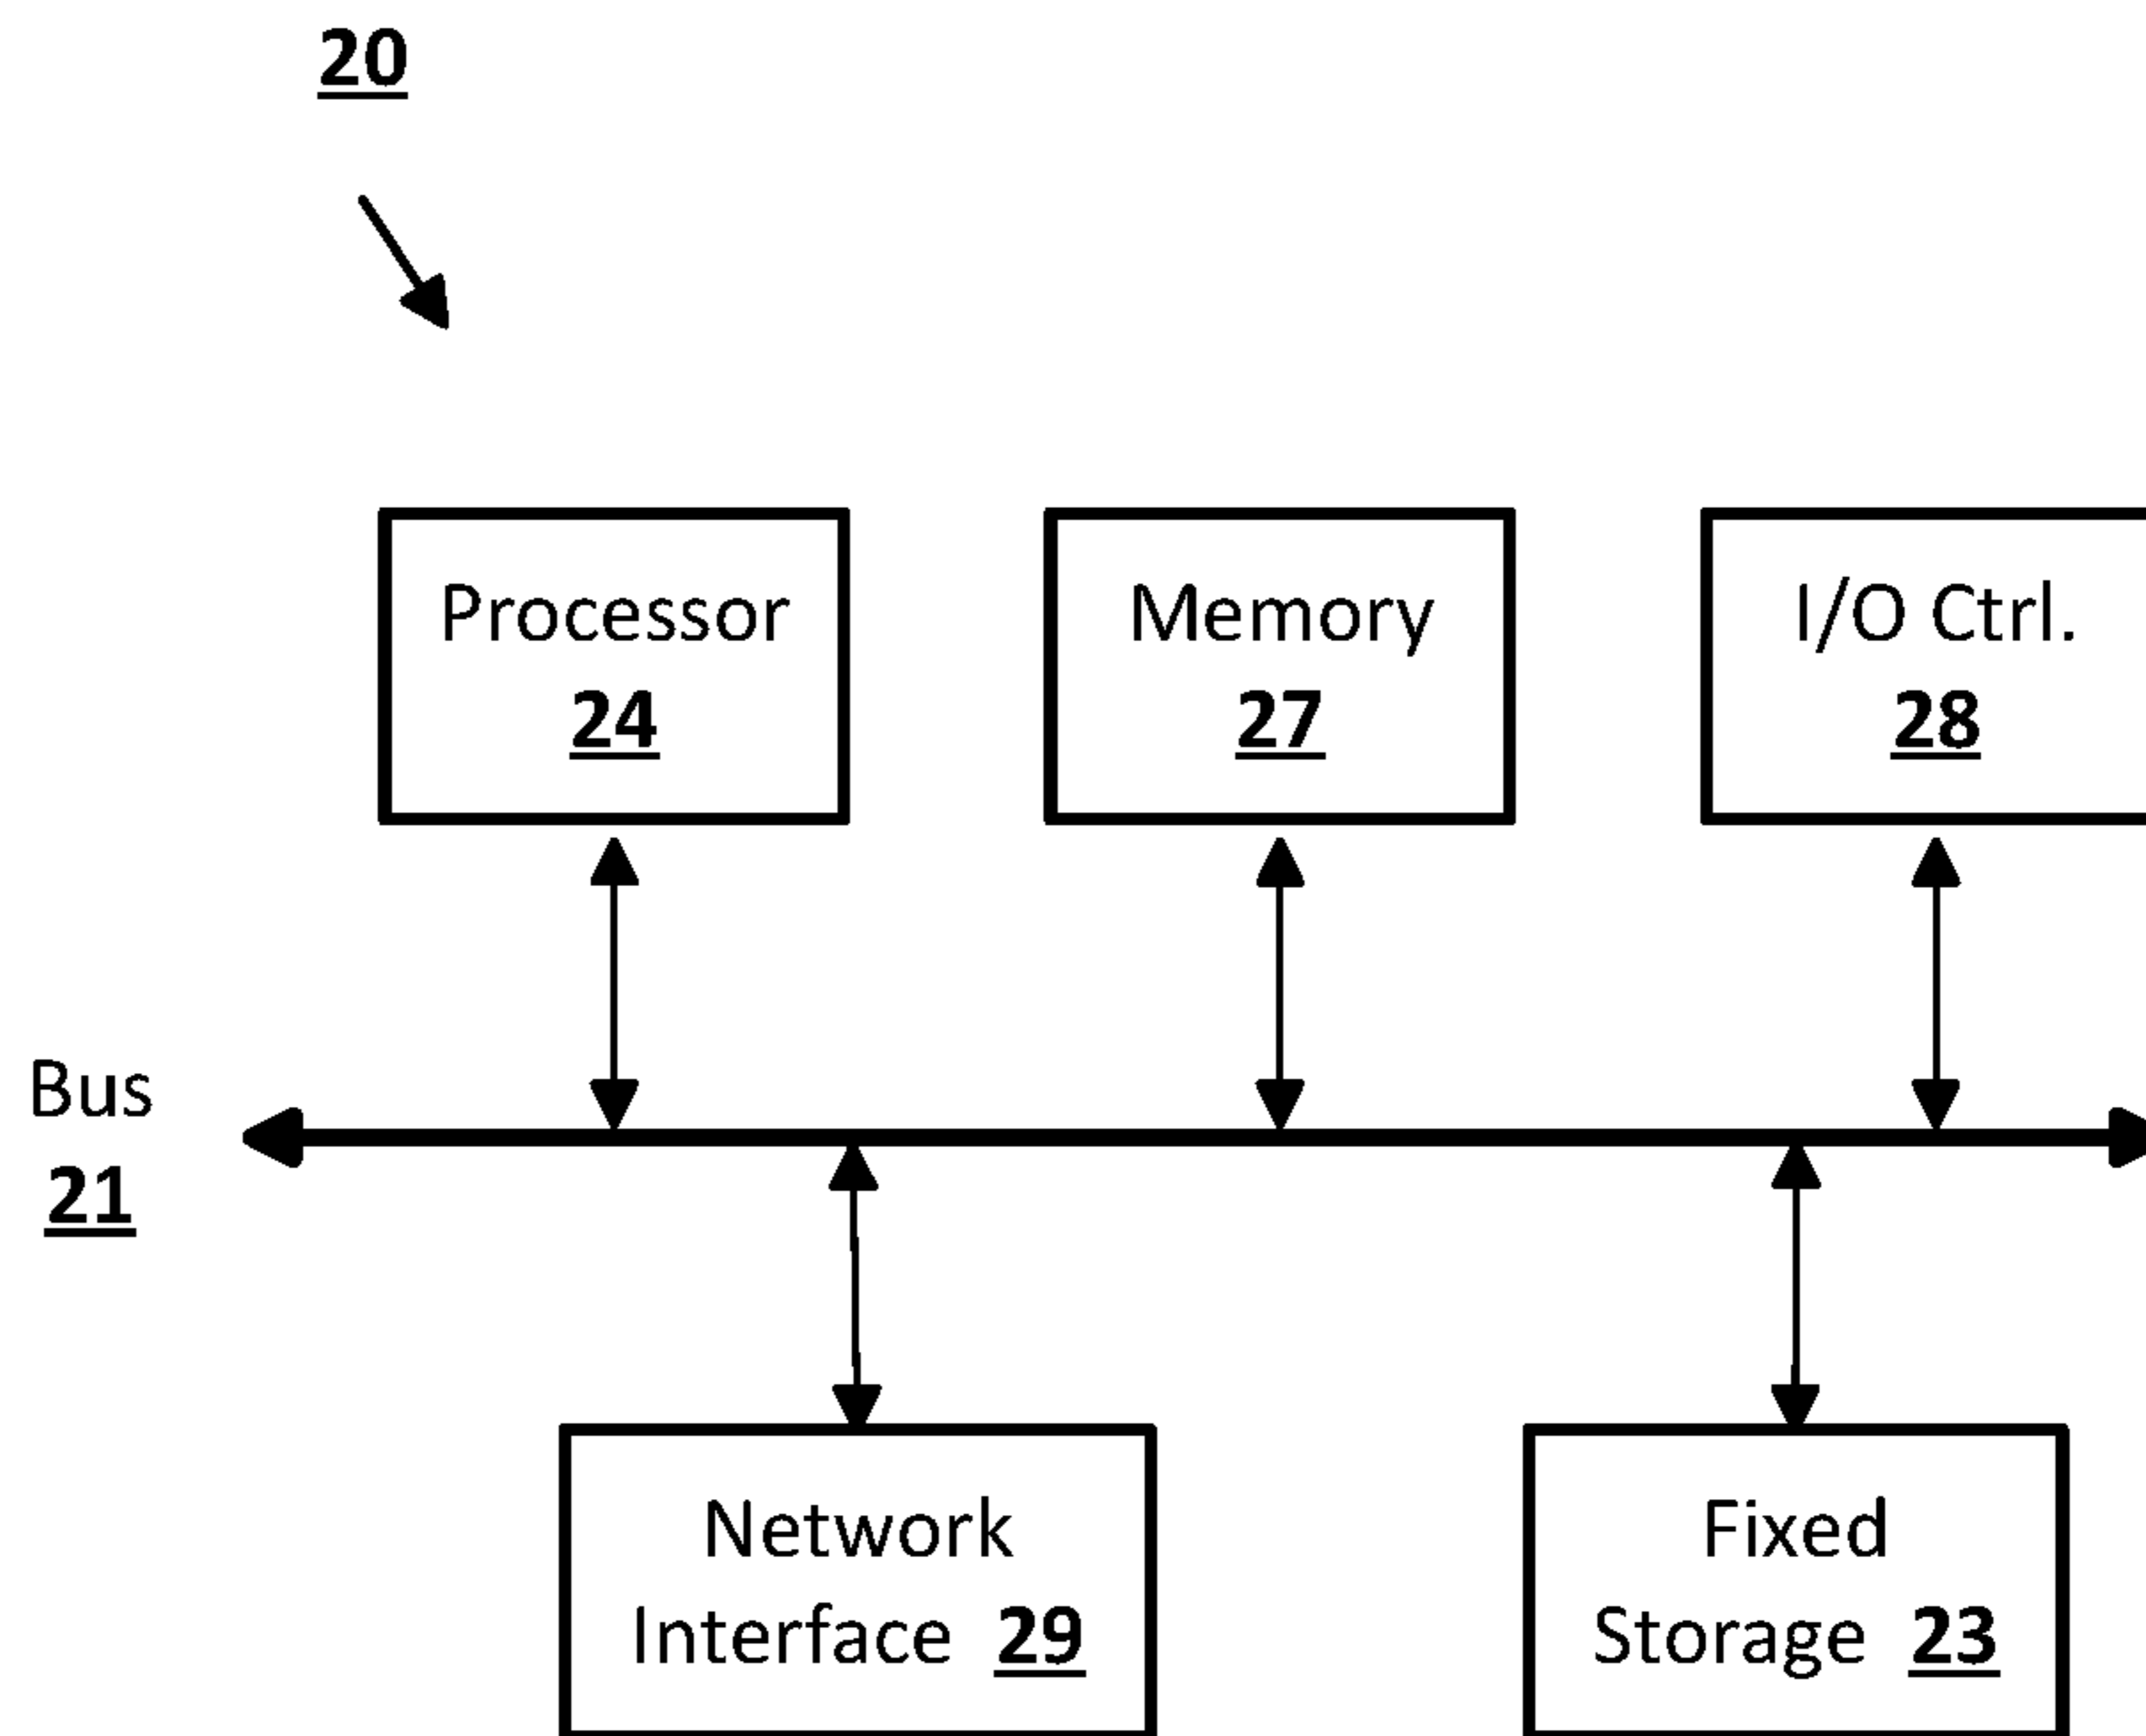 20
Processor
24
Memory
27
I/O Ctrl.
28
Bus
21
Network
Interface 29
Fixed
Storage 23